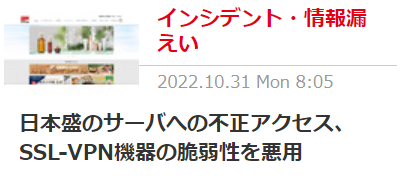 インシデント・情報漏
えい
2022.10.31 Mon 8:05
日本盛のサーバへの不正アクセス、
SSL-VPN機器の脆弱性を悪用